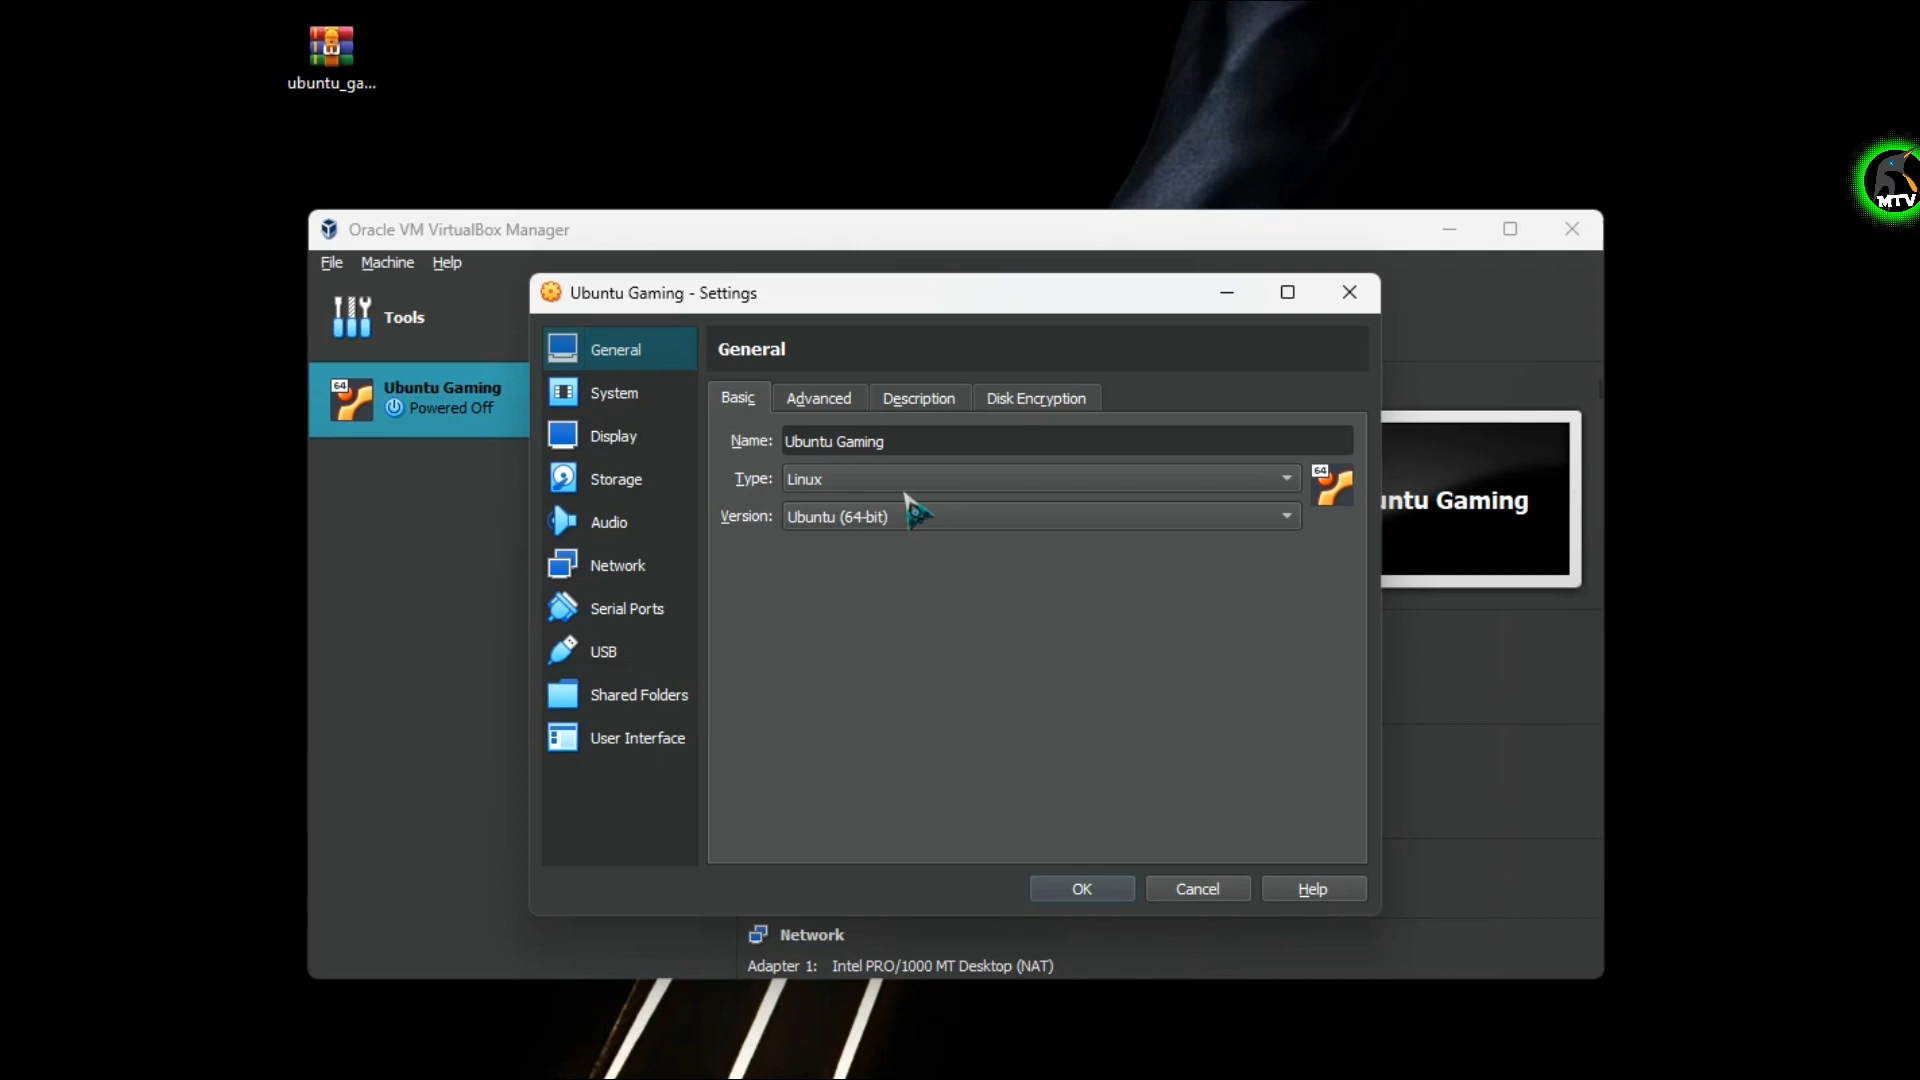 ubuntu_ga...
MTV
Oracle VM VirtualBox Manager
File Machine Help
Tools
64
Ubuntu Gaming
Powered Off
Ubuntu Gaming - Settings
General
System
Display
Storage
Audio
Network
Serial Ports
USB
Shared Folders
User Interface
General
Basic Advanced Description Disk Encryption
Name: Ubuntu Gaming
Type: Linux
64
Version: Ubuntu (64-bit)
untu Gaming
OK Cancel Help
Network
Adapter 1: Intel PRO/1000 MT Desktop (NAT)